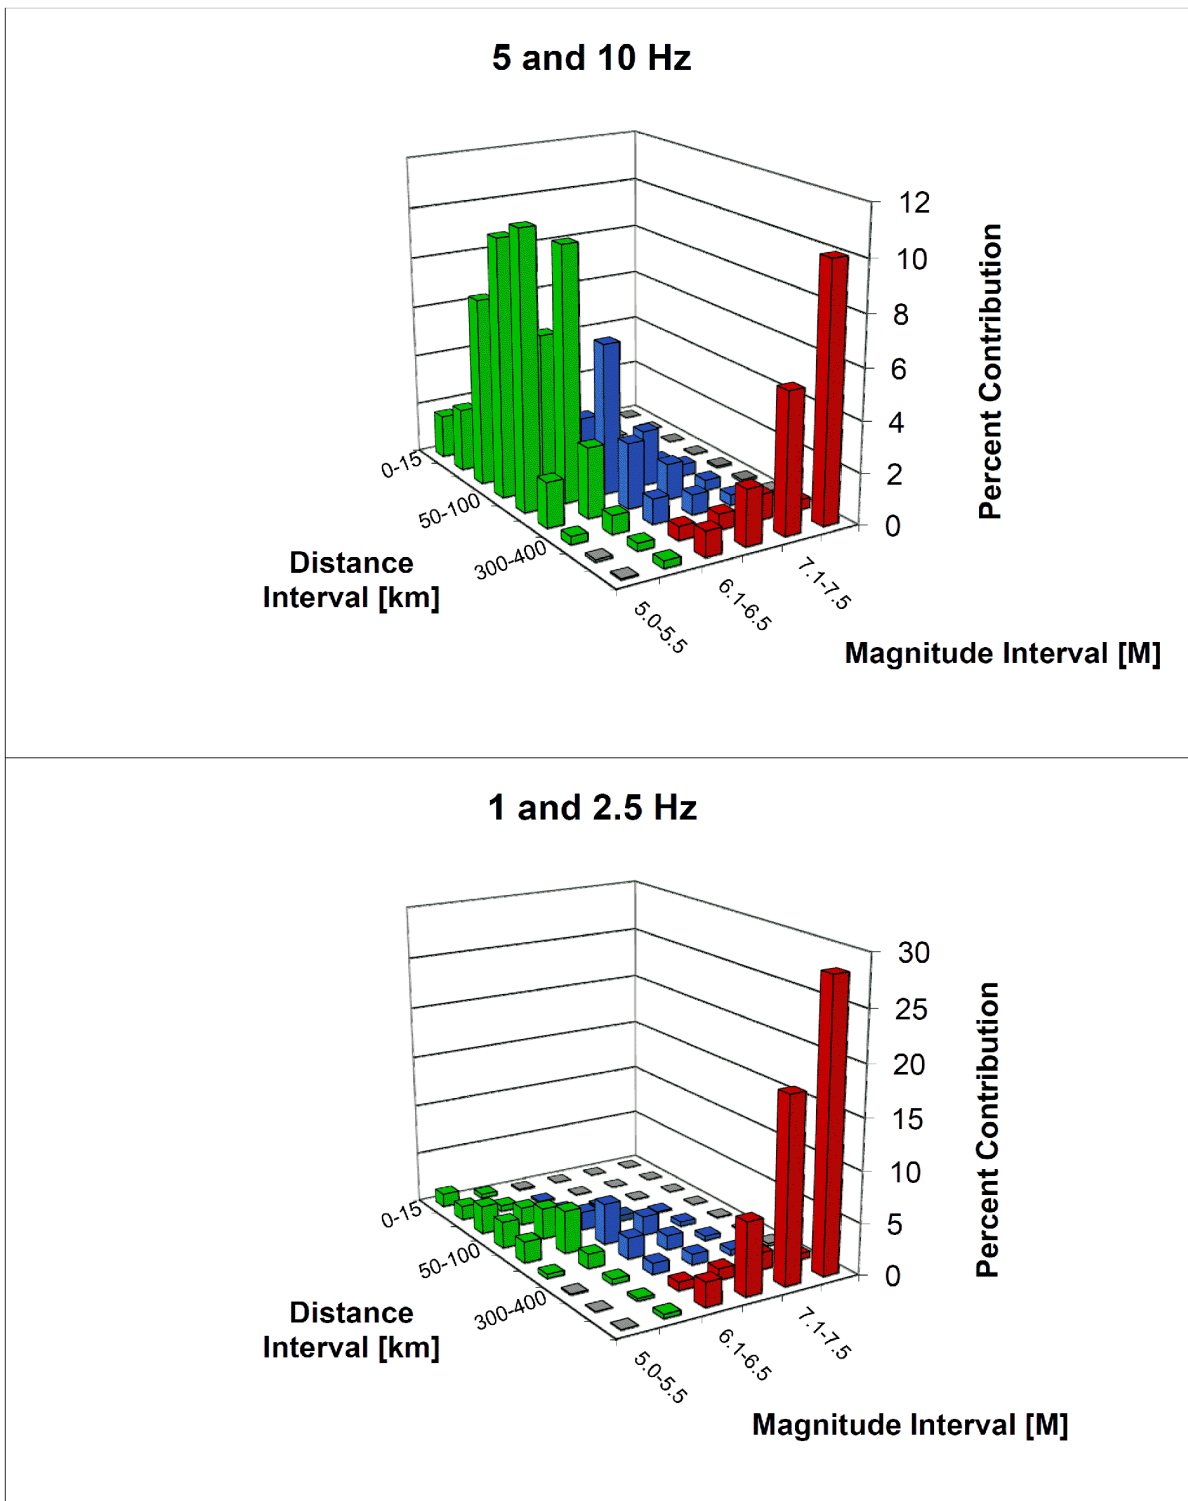 5 and 10 Hz
12
10
8
6
4
2
0
Percent Contribution
0-15
50-100
300-400
Distance
Interval [km]
5.0-5.5
6.1-6.5
7.1-7.5
Magnitude Interval [M]
1 and 2.5 Hz
30
25
20
15
10
5
0
Percent Contribution
0-15
50-100
300-400
Distance
Interval [km]
5.0-5.5
6.1-6.5
7.1-7.5
Magnitude Interval [M]